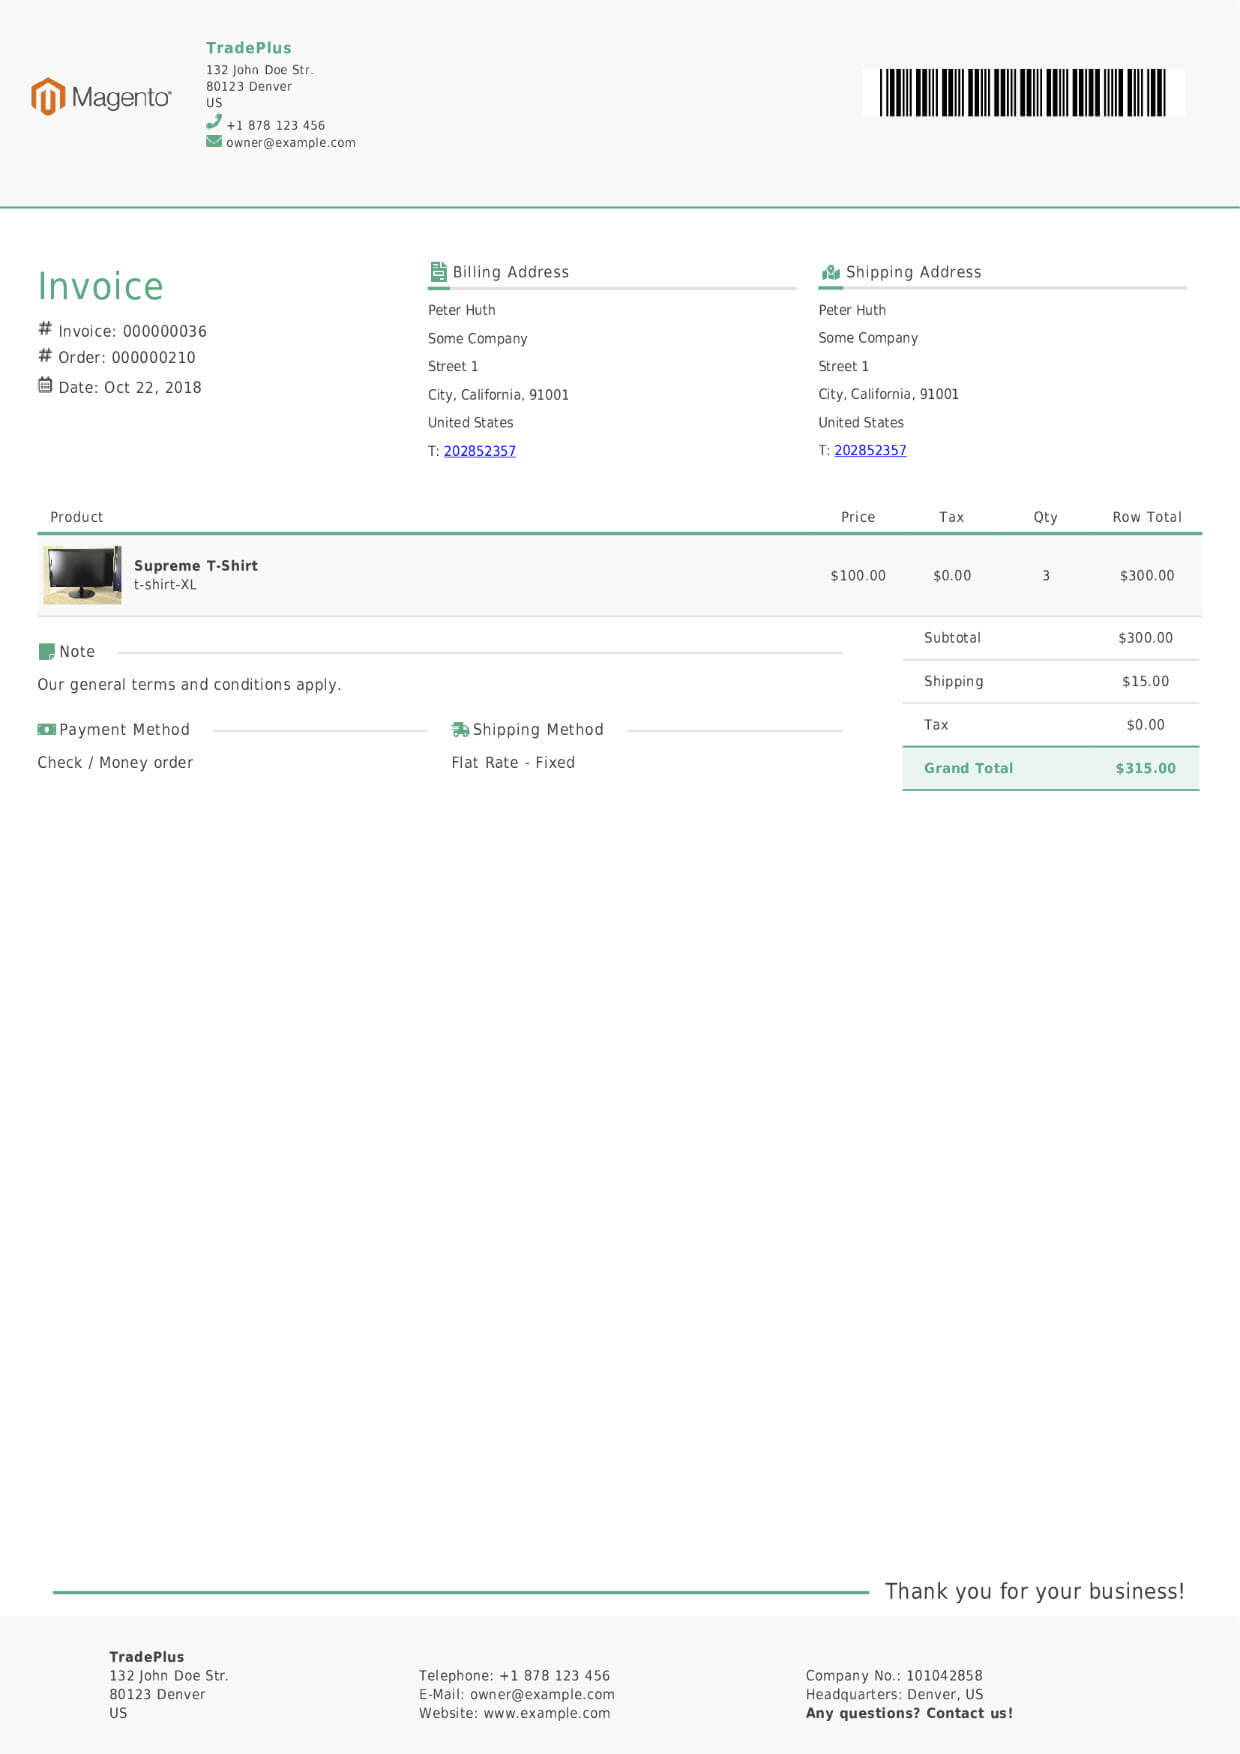 Magento
TradePlus
132 John Doe Str.
80123 Denver
US
+1 878 123 456
owner@example.com
Invoice
# Invoice: 000000036
# Order: 000000210
Date: Oct 22, 2018
Billing Address
Peter Huth
Some Company
Street 1
City, California, 91001
United States
T: 202852357
Shipping Address
Peter Huth
Some Company
Street 1
City, California, 91001
United States
T: 202852357
Product Price Tax Qty Row Total
Supreme T-Shirt
t-shirt-XL
$100.00 $0.00 3 $300.00
Subtotal $300.00
Shipping $15.00
Tax $0.00
Grand Total $315.00
Note
Our general terms and conditions apply.
Payment Method
Check / Money order
Shipping Method
Flat Rate - Fixed
Thank you for your business!
TradePlus
132 John Doe Str.
80123 Denver
US
Telephone: +1 878 123 456
E-Mail: owner@example.com
Website: www.example.com
Company No.: 101042858
Headquarters: Denver, US
Any questions? Contact us!